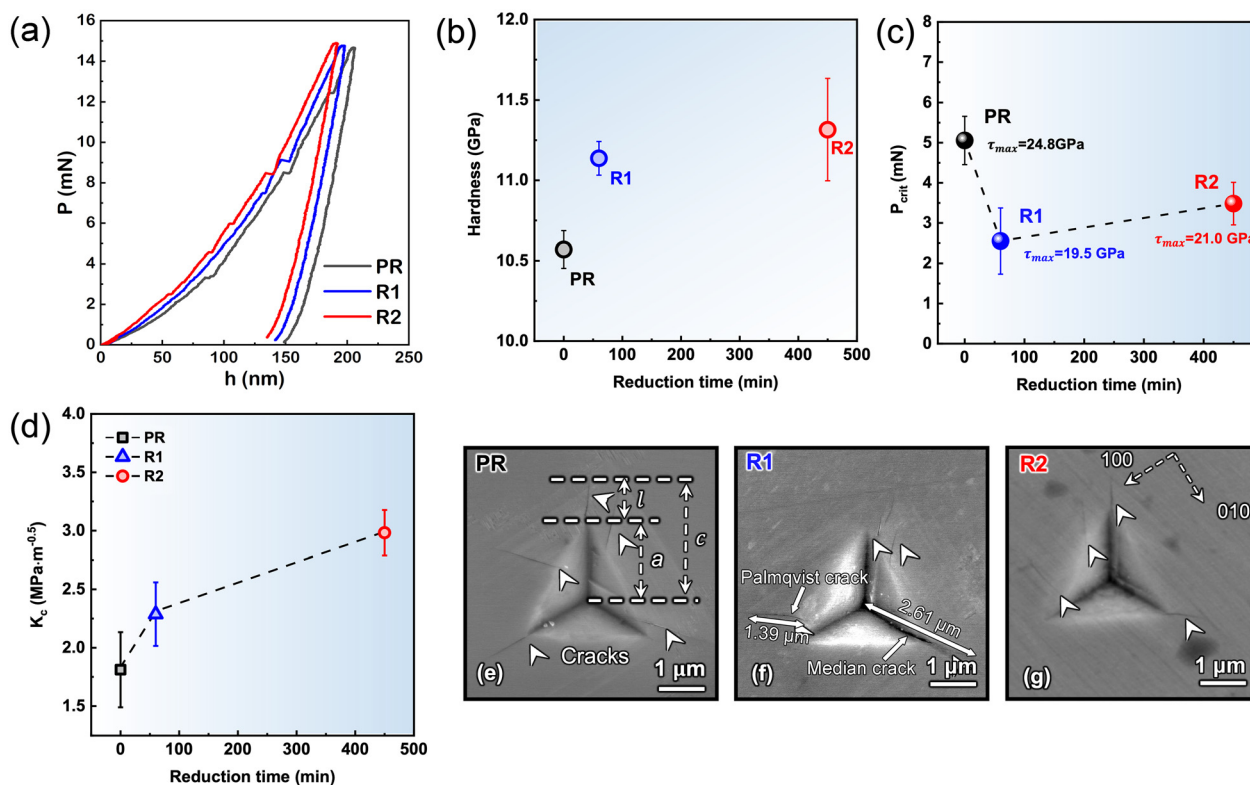 (a)
P (mN)
16
14
12
10
8
6
4
2
0
0 50 100 150 200 250
h (nm)
PR
R1
R2
(b)
Hardness (GPa)
12.0
11.5
11.0
10.5
10.0
R1
R2
PR
0 100 200 300 400 500
Reduction time (min)
(c)
P_crit (mN)
8
7
6
5
4
3
2
1
0
PR
τ_max=24.8GPa
R1
τ_max=19.5 GPa
R2
τ_max=21.0 GPa
0 100 200 300 400
Reduction time (min)
(d)
K_c (MPa·m^-0.5)
4.0
3.5
3.0
2.5
2.0
1.5
PR
R1
R2
0 50 100 150 200 250 300 350 400 450 500
Reduction time (min)
PR
l
c
a
Cracks
(e)
1 µm
R1
Palmqvist crack
1.39 µm
2.61 µm
Median crack
(f)
1 µm
R2
100
010
(g)
1 µm